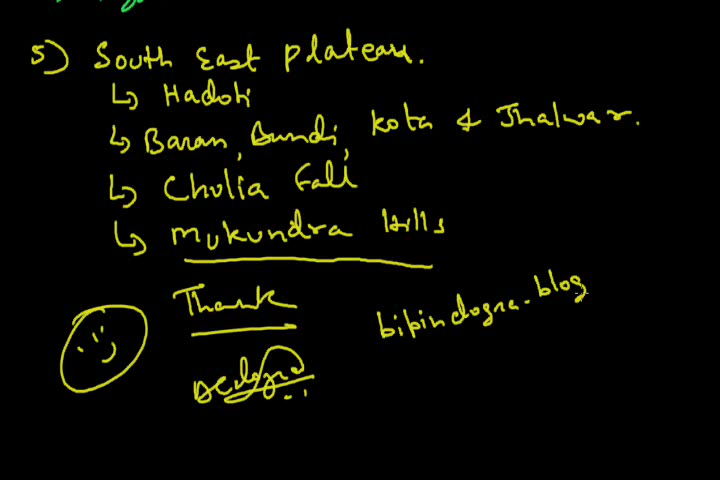 5) South East plateau.
↳ Hadoti
↳ Baran, Bundi, Kota & Jhalwar.
↳ Chulia Fall
↳ Mukundra Hills
Thank
bipindogra.blog